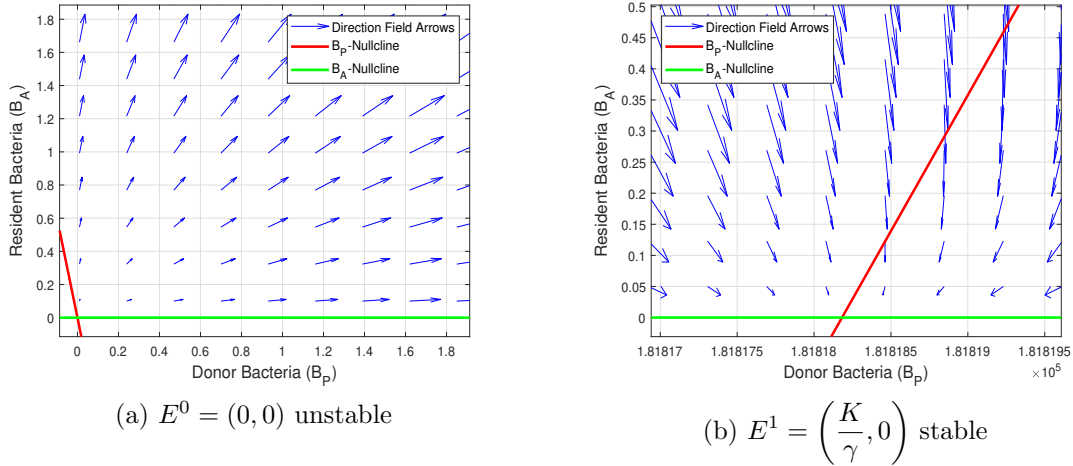 1.8
1.6
1.4
1.2
1
0.8
0.6
0.4
0.2
0
0 0.2 0.4 0.6 0.8 1 1.2 1.4 1.6 1.8
Resident Bacteria (B_A)
Donor Bacteria (B_P)
Direction Field Arrows
B_P-Nullcline
B_A-Nullcline
(a) E^0 = (0, 0) unstable
0.5
0.45
0.4
0.35
0.3
0.25
0.2
0.15
0.1
0.05
0
1.81817 1.818175 1.81818 1.818185 1.81819 1.818195
×10^5
Resident Bacteria (B_A)
Donor Bacteria (B_P)
Direction Field Arrows
B_P-Nullcline
B_A-Nullcline
(b) E^1 = (K/γ, 0) stable